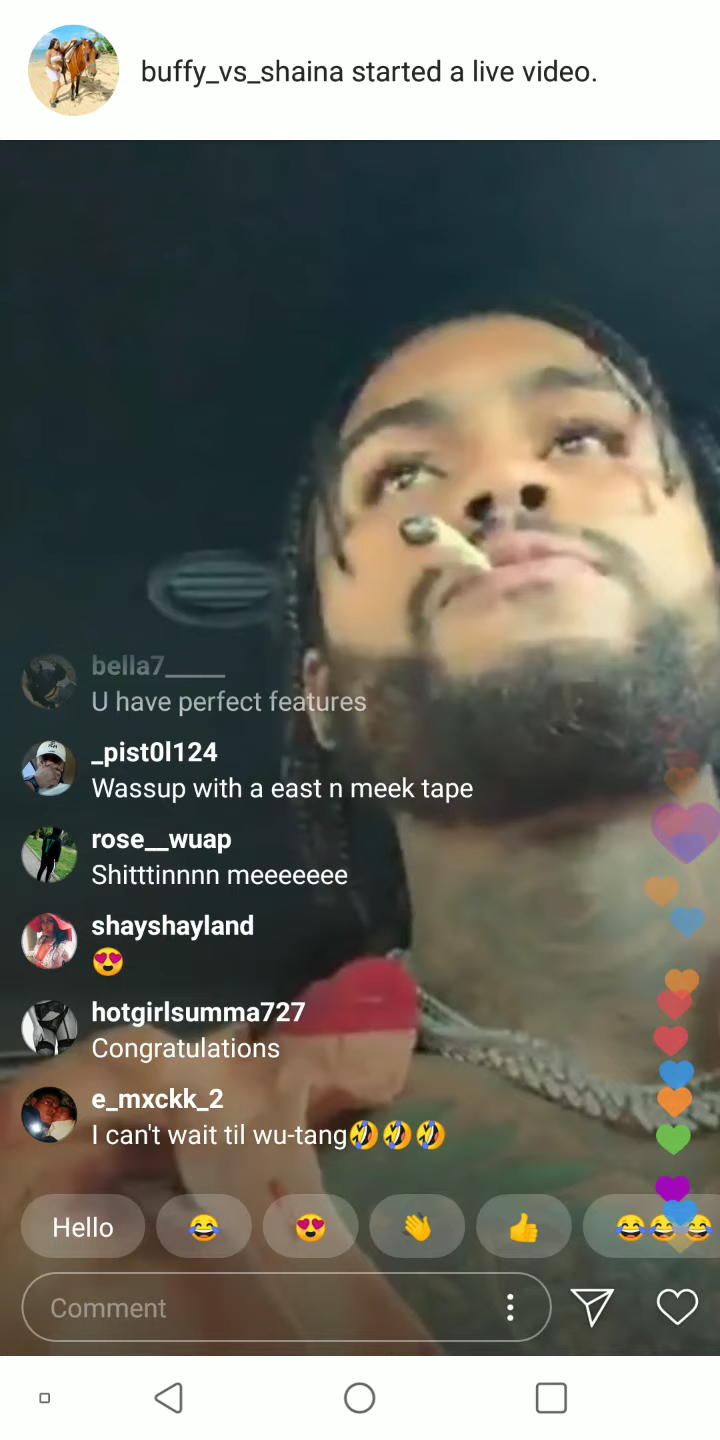 buffy_vs_shaina started a live video.
bella7_____
U have perfect features
_pist0l124
Wassup with a east n meek tape
rose__wuap
Shitttinnnn meeeeeee
shayshayland
😍
hotgirlsumma727
Congratulations
e_mxckk_2
I can't wait til wu-tang🤣🤣🤣
Hello 😂 😍 👋 👍 😂😂😂
Comment